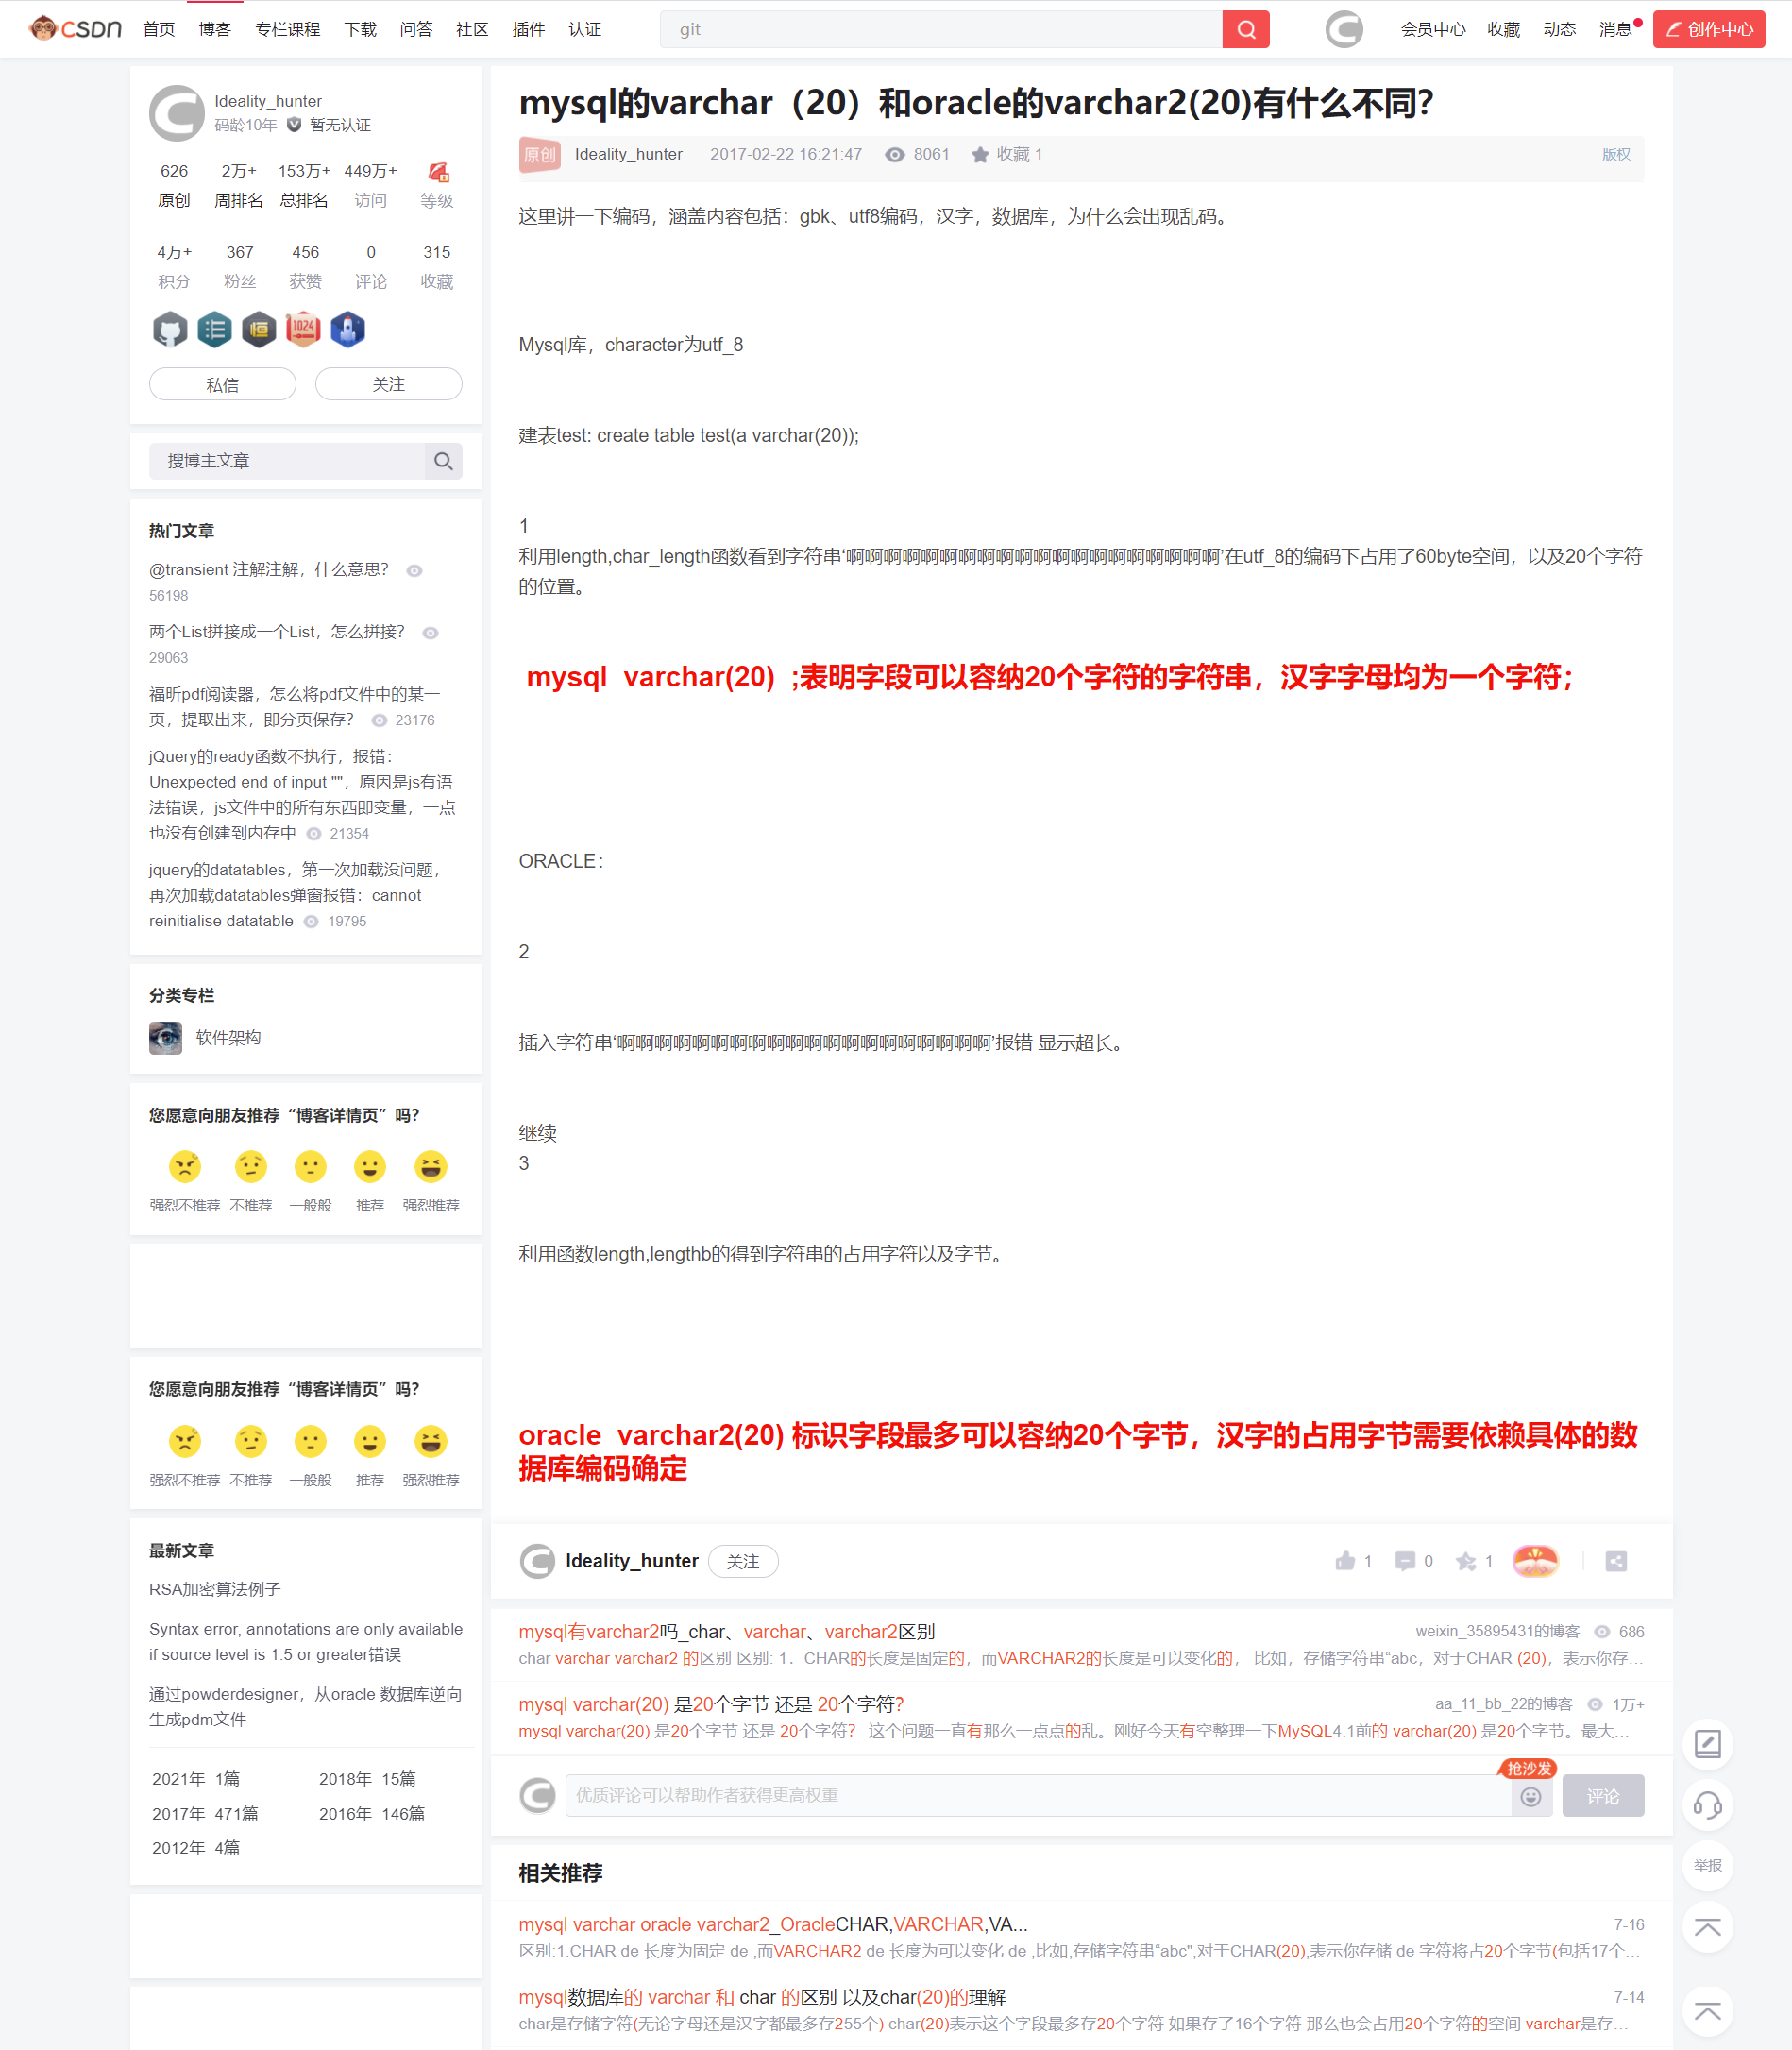 CSDN 首页 博客 专栏课程 下载 问答 社区 插件 认证 git 会员中心 收藏 动态 消息 创作中心
Ideality_hunter
码龄10年 暂无认证
626 2万+ 153万+ 449万+
原创 周排名 总排名 访问 等级
4万+ 367 456 0 315
积分 粉丝 获赞 评论 收藏
1024
私信 关注
搜博主文章
热门文章
@transient 注解注解，什么意思？
56198
两个List拼接成一个List，怎么拼接？
29063
福昕pdf阅读器，怎么将pdf文件中的某一
页，提取出来，即分页保存？ 23176
jQuery的ready函数不执行，报错：
Unexpected end of input ""，原因是js有语
法错误，js文件中的所有东西即变量，一点
也没有创建到内存中 21354
jquery的datatables，第一次加载没问题，
再次加载datatables弹窗报错：cannot
reinitialise datatable 19795
分类专栏
软件架构
您愿意向朋友推荐“博客详情页”吗？
强烈不推荐 不推荐 一般般 推荐 强烈推荐
您愿意向朋友推荐“博客详情页”吗？
强烈不推荐 不推荐 一般般 推荐 强烈推荐
最新文章
RSA加密算法例子
Syntax error, annotations are only available
if source level is 1.5 or greater错误
通过powderdesigner，从oracle 数据库逆向
生成pdm文件
2021年 1篇 2018年 15篇
2017年 471篇 2016年 146篇
2012年 4篇
mysql的varchar（20）和oracle的varchar2(20)有什么不同？
原创 Ideality_hunter 2017-02-22 16:21:47 8061 收藏 1 版权
这里讲一下编码，涵盖内容包括：gbk、utf8编码，汉字，数据库，为什么会出现乱码。
Mysql库，character为utf_8
建表test: create table test(a varchar(20));
1
利用length,char_length函数看到字符串‘啊啊啊啊啊啊啊啊啊啊啊啊啊啊啊啊啊啊啊啊’在utf_8的编码下占用了60byte空间，以及20个字符
的位置。
mysql varchar(20) ;表明字段可以容纳20个字符的字符串，汉字字母均为一个字符；
ORACLE：
2
插入字符串‘啊啊啊啊啊啊啊啊啊啊啊啊啊啊啊啊啊啊啊啊’报错 显示超长。
继续
3
利用函数length,lengthb的得到字符串的占用字符以及字节。
oracle varchar2(20) 标识字段最多可以容纳20个字节，汉字的占用字节需要依赖具体的数
据库编码确定
Ideality_hunter 关注 1 0 1
mysql有varchar2吗_char、varchar、varchar2区别 weixin_35895431的博客 686
char varchar varchar2 的区别 区别: 1．CHAR的长度是固定的，而VARCHAR2的长度是可以变化的， 比如，存储字符串“abc，对于CHAR (20)，表示你存...
mysql varchar(20) 是20个字节 还是 20个字符？ aa_11_bb_22的博客 1万+
mysql varchar(20) 是20个字节 还是 20个字符？ 这个问题一直有那么一点点的乱。刚好今天有空整理一下MySQL4.1前的 varchar(20) 是20个字节。最大...
抢沙发
优质评论可以帮助作者获得更高权重 评论
相关推荐
mysql varchar oracle varchar2_OracleCHAR,VARCHAR,VA... 7-16
区别:1.CHAR de 长度为固定 de ,而VARCHAR2 de 长度为可以变化 de ,比如,存储字符串“abc",对于CHAR(20),表示你存储 de 字符将占20个字节(包括17个...
mysql数据库的 varchar 和 char 的区别 以及char(20)的理解 7-14
char是存储字符(无论字母还是汉字都最多存255个) char(20)表示这个字段最多存20个字符 如果存了16个字符 那么也会占用20个字符的空间 varchar是存...
举报